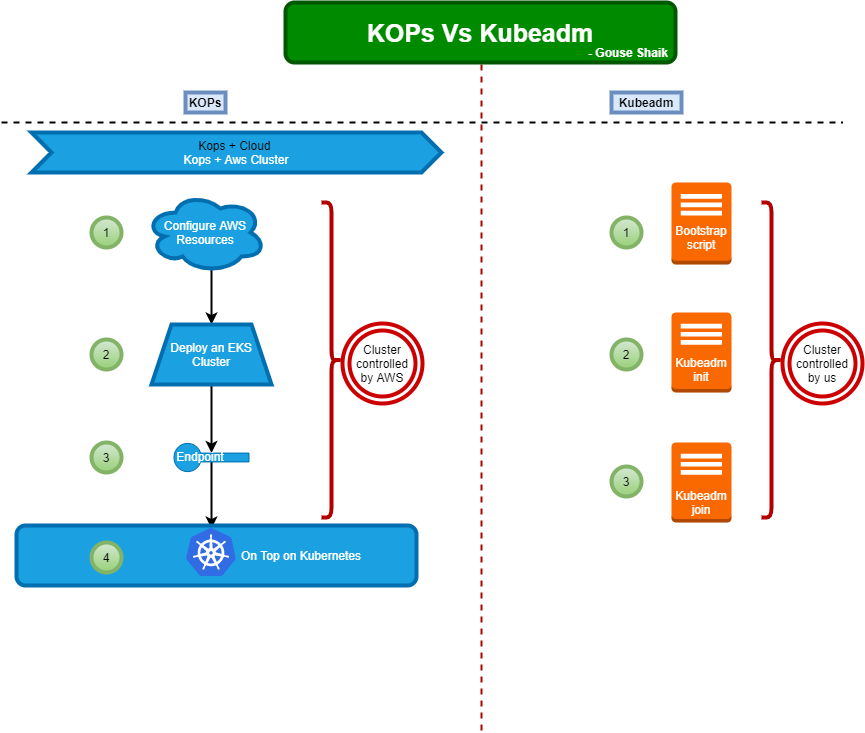 KOPs Vs Kubeadm
- Gouse Shaik
KOPs
Kubeadm
Kops + Cloud
Kops + Aws Cluster
1
Configure AWS
Resources
2
Deploy an EKS
Cluster
3
Endpoint
4
On Top on Kubernetes
Cluster
controlled
by AWS
1
Bootstrap
script
2
Kubeadm
init
3
Kubeadm
join
Cluster
controlled
by us